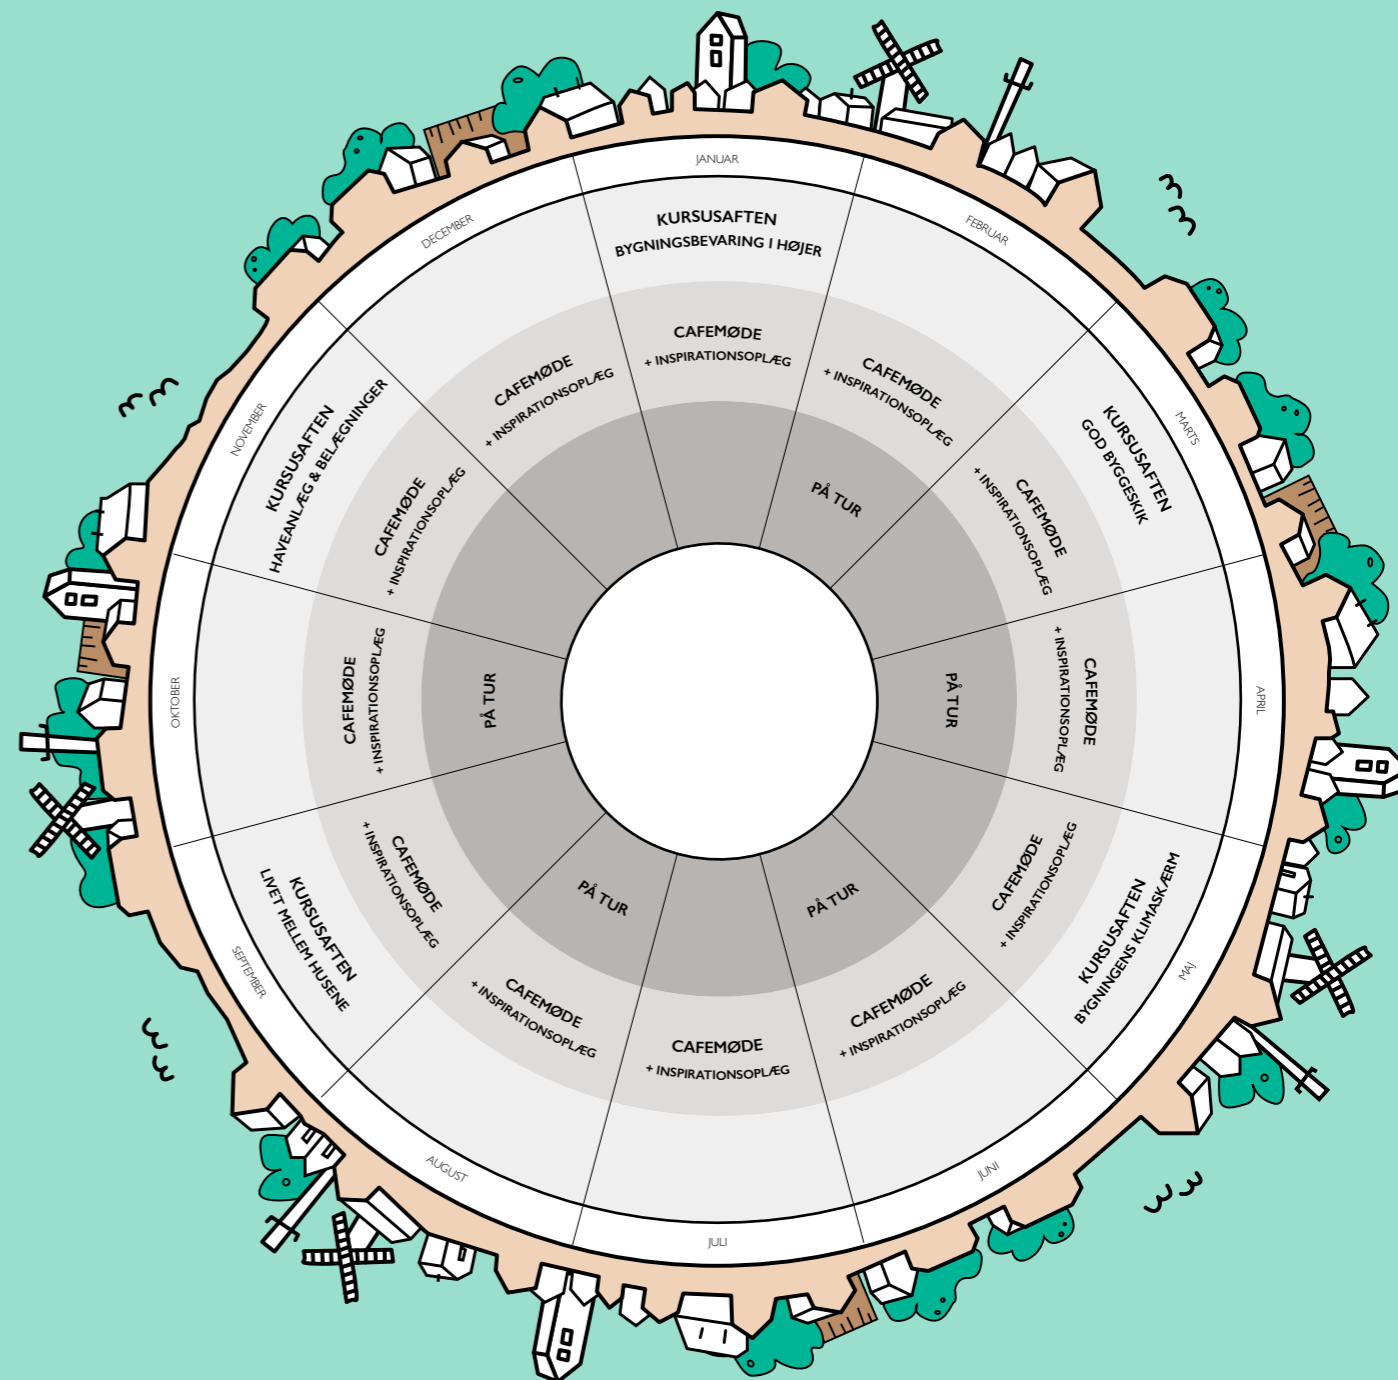 JANUAR
KURSUSAFTEN
BYGNINGSBEVARING I HØJER
CAFEMØDE
+ INSPIRATIONSOPLÆG
FEBRUAR
CAFEMØDE
+ INSPIRATIONSOPLÆG
PÅ TUR
MARTS
KURSUSAFTEN
GOD BYGGESKIK
CAFEMØDE
+ INSPIRATIONSOPLÆG
APRIL
CAFEMØDE
+ INSPIRATIONSOPLÆG
PÅ TUR
MAJ
KURSUSAFTEN
BYGNINGENS KLIMASKÆRM
CAFEMØDE
+ INSPIRATIONSOPLÆG
JUNI
CAFEMØDE
+ INSPIRATIONSOPLÆG
PÅ TUR
JULI
CAFEMØDE
+ INSPIRATIONSOPLÆG
AUGUST
CAFEMØDE
+ INSPIRATIONSOPLÆG
PÅ TUR
SEPTEMBER
KURSUSAFTEN
LIVET MELLEM HUSENE
CAFEMØDE
+ INSPIRATIONSOPLÆG
OKTOBER
CAFEMØDE
+ INSPIRATIONSOPLÆG
PÅ TUR
NOVEMBER
KURSUSAFTEN
HAVEANLÆG & BELÆGNINGER
CAFEMØDE
+ INSPIRATIONSOPLÆG
DECEMBER
CAFEMØDE
+ INSPIRATIONSOPLÆG